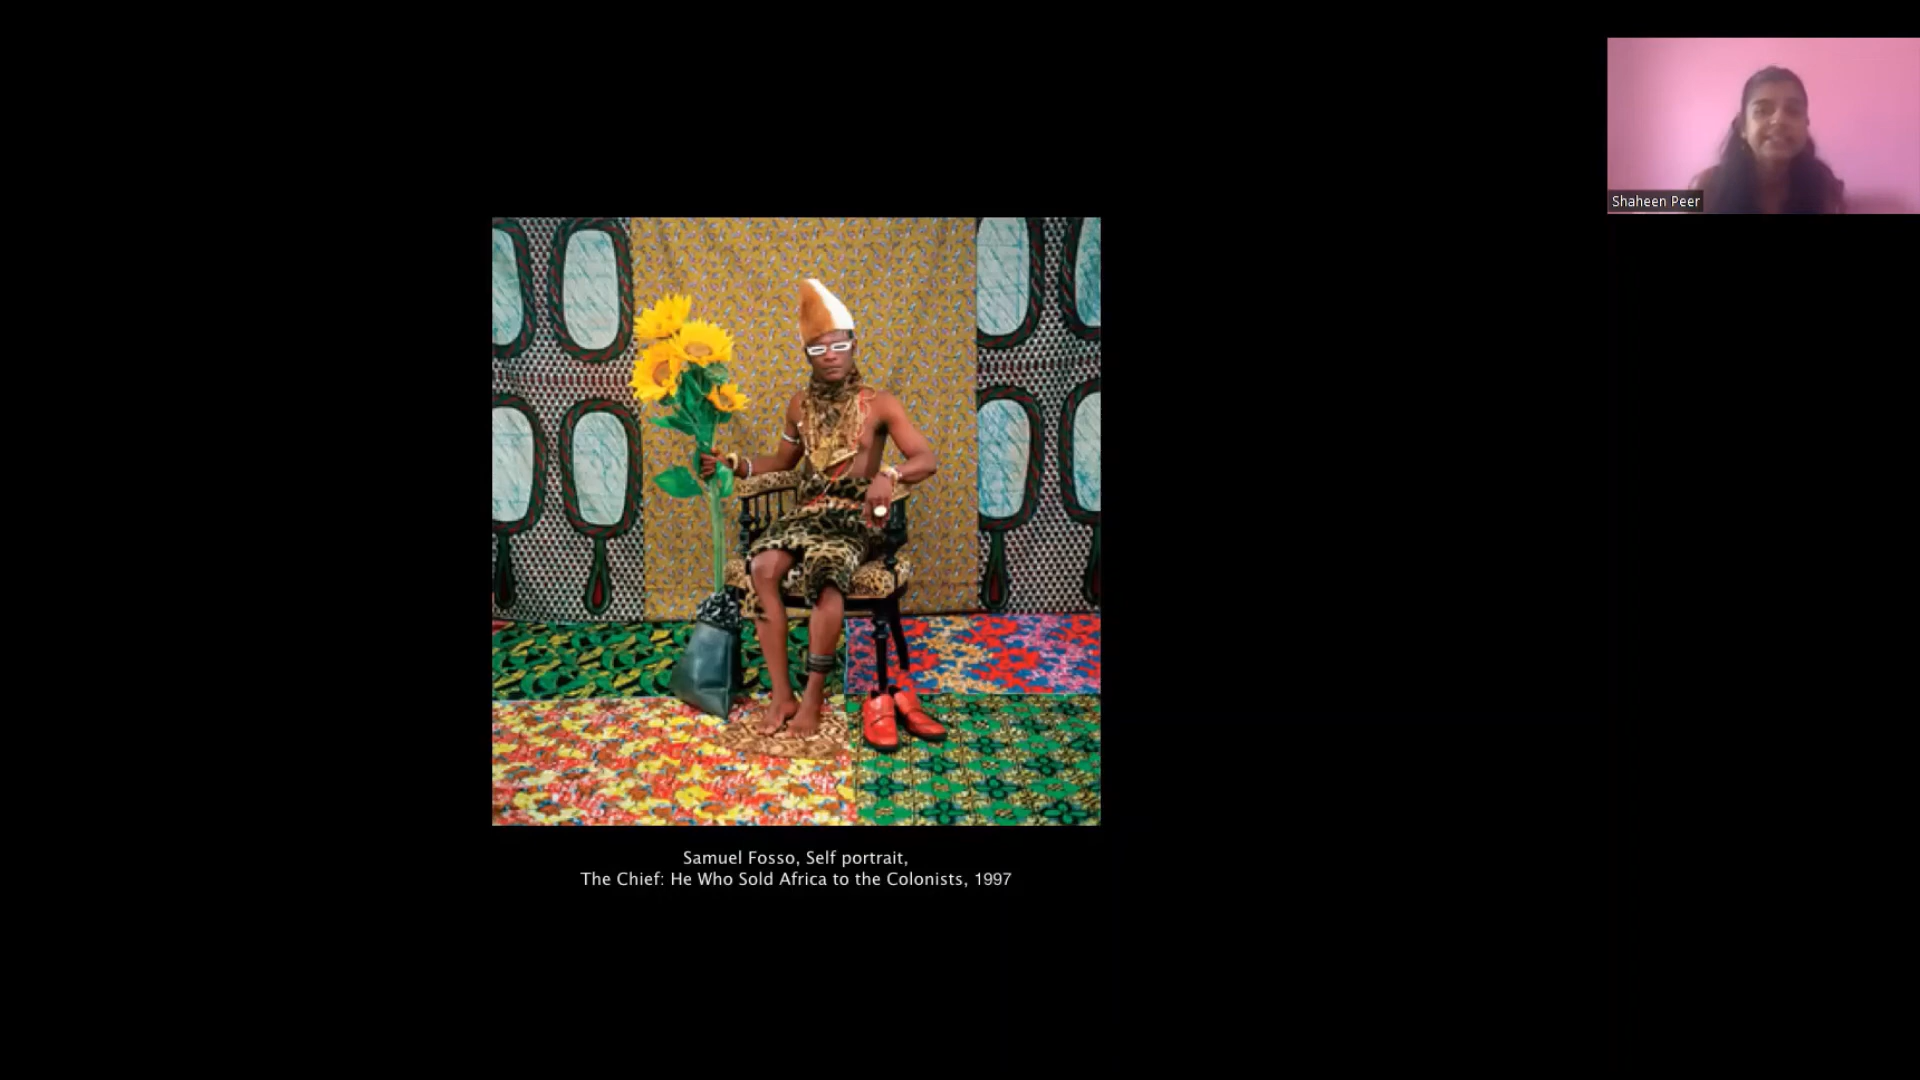 Shaheen Peer
Samuel Fosso, Self portrait,
The Chief: He Who Sold Africa to the Colonists, 1997